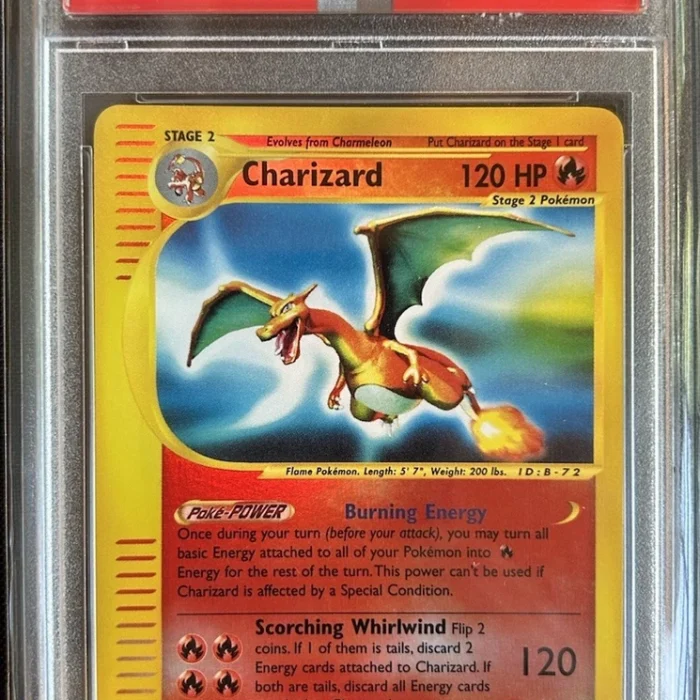 STAGE 2
Evolves from Charmeleon
Put Charizard on the Stage 1 card
Charizard
120 HP
Stage 2 Pokémon
Flame Pokémon. Length: 5' 7", Weight: 200 lbs. ID:B-72
Poké-POWER Burning Energy
Once during your turn (before your attack), you may turn all
basic Energy attached to all of your Pokémon into
Energy for the rest of the turn. This power can't be used if
Charizard is affected by a Special Condition.
Scorching Whirlwind Flip 2
coins. If 1 of them is tails, discard 2
Energy cards attached to Charizard. If
both are tails, discard all Energy cards
120